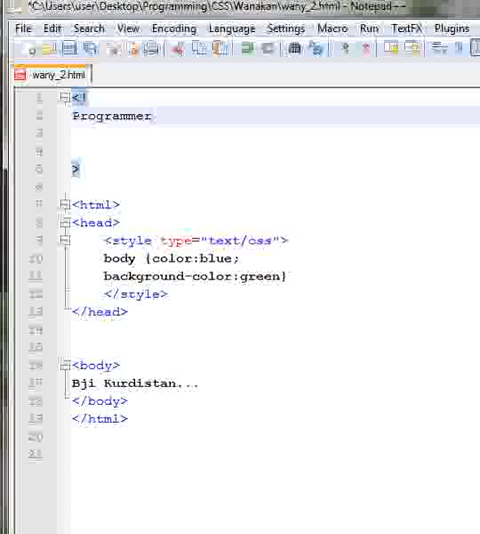 *C:\Users\user\Desktop\Programming\CSS\Wanakan\wany_2.html - Notepad++
File Edit Search View Encoding Language Settings Macro Run TextFX Plugins
wany_2.html
1 <!
2 Programmer
3
4
5 >
6
7 <html>
8 <head>
9 <style type="text/css">
10 body {color:blue;
11 background-color:green}
12 </style>
13 </head>
14
15
16 <body>
17 Bji Kurdistan...
18 </body>
19 </html>
20
21